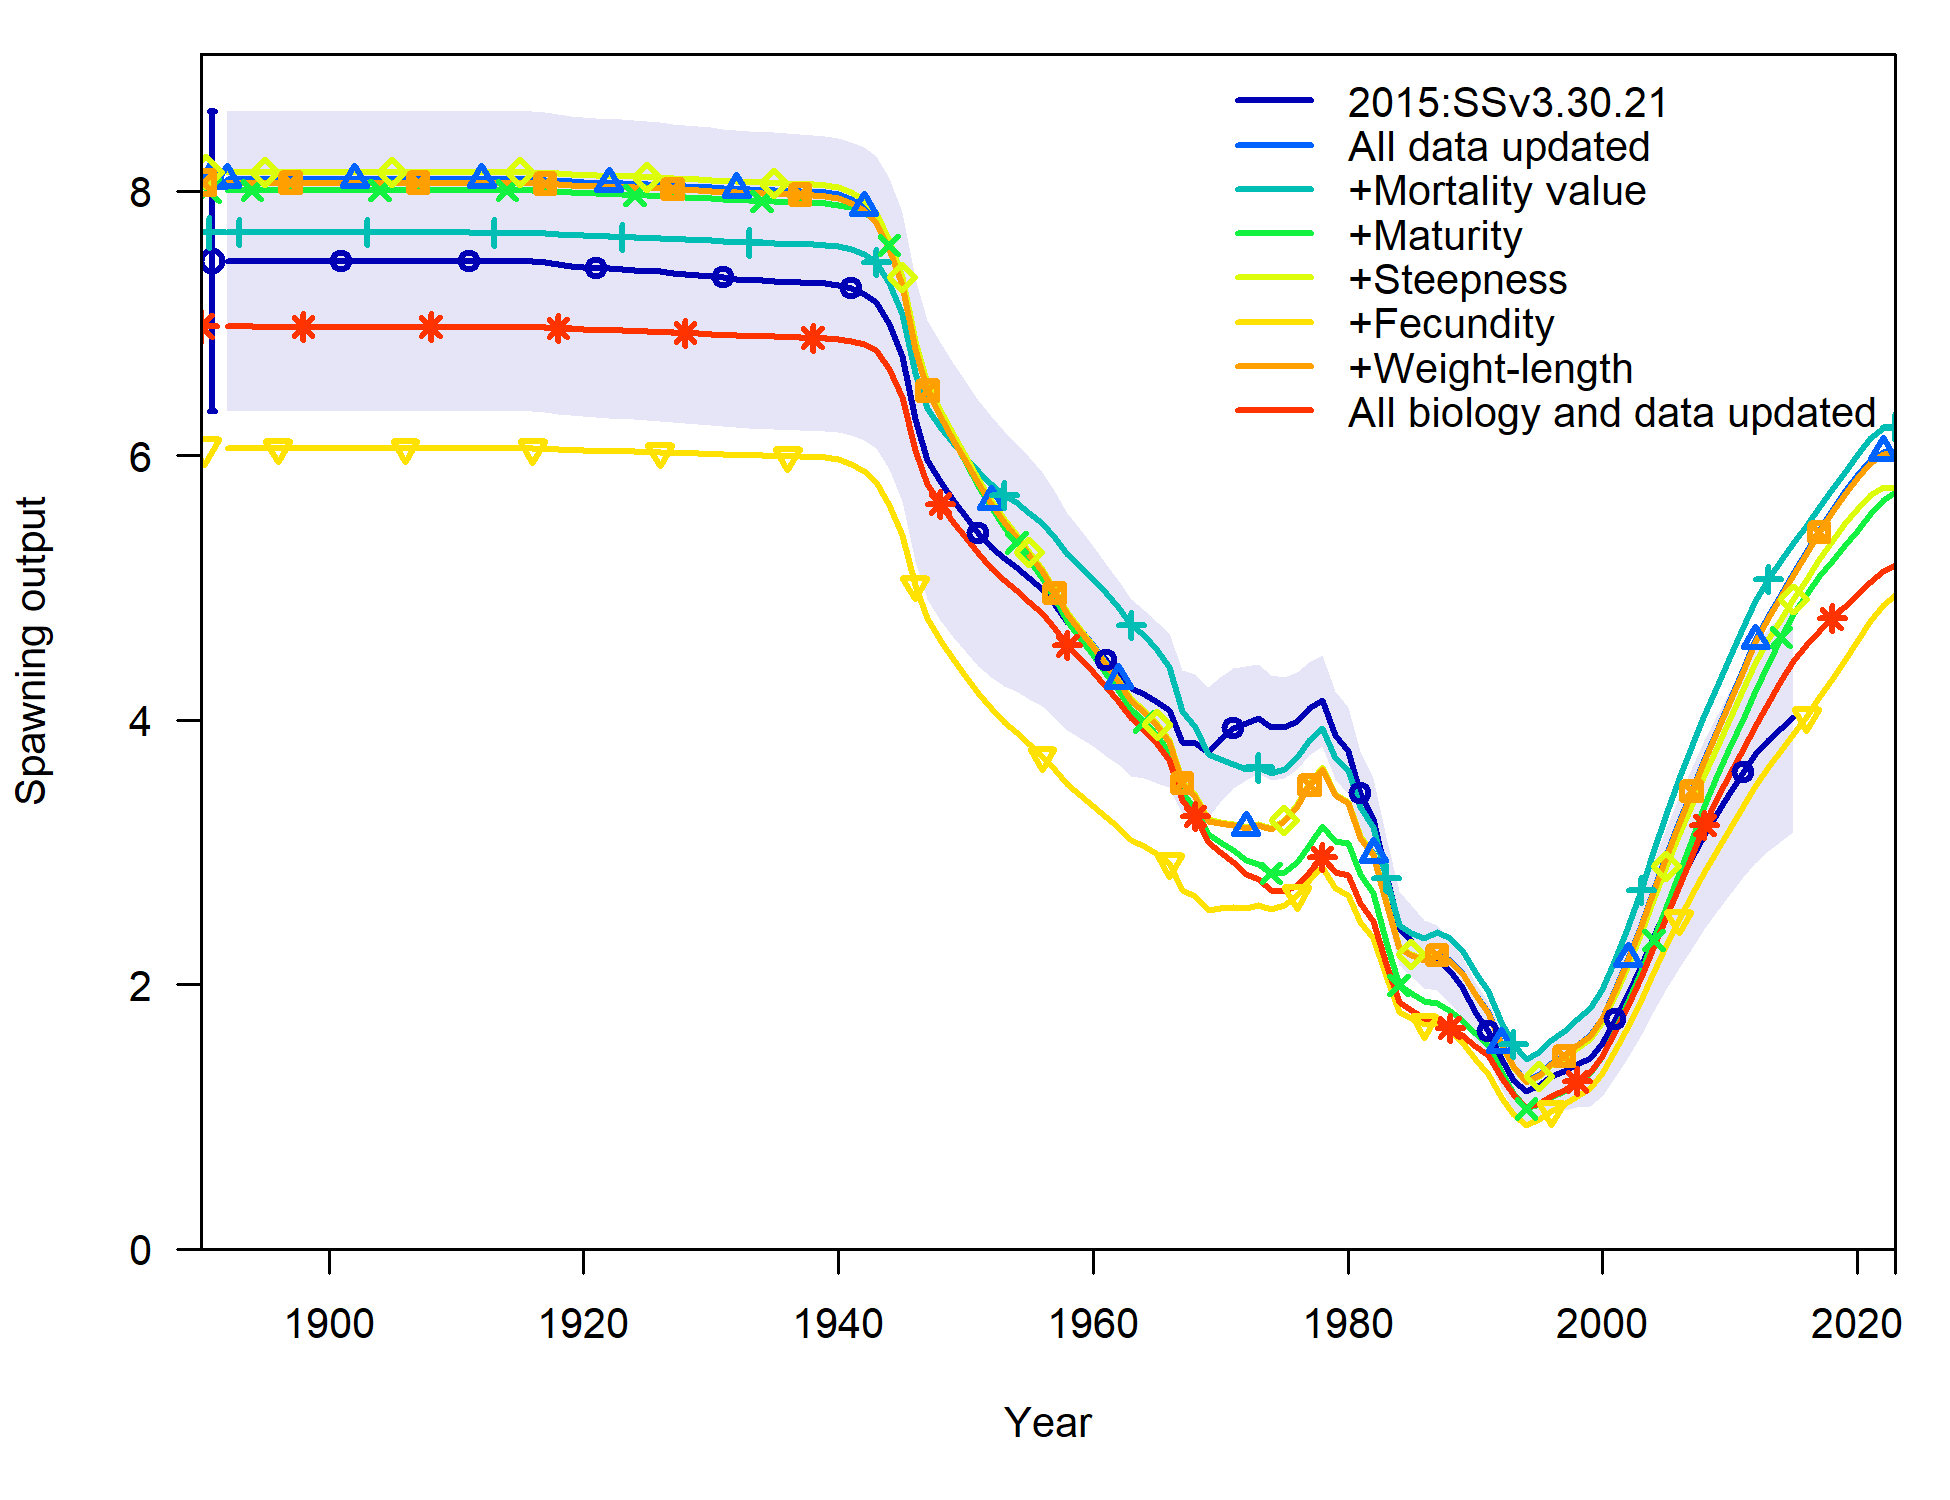 2015:SSv3.30.21
All data updated
+Mortality value
+Maturity
+Steepness
+Fecundity
+Weight-length
All biology and data updated
Spawning output
8
6
4
2
0
1900 1920 1940 1960 1980 2000 2020
Year